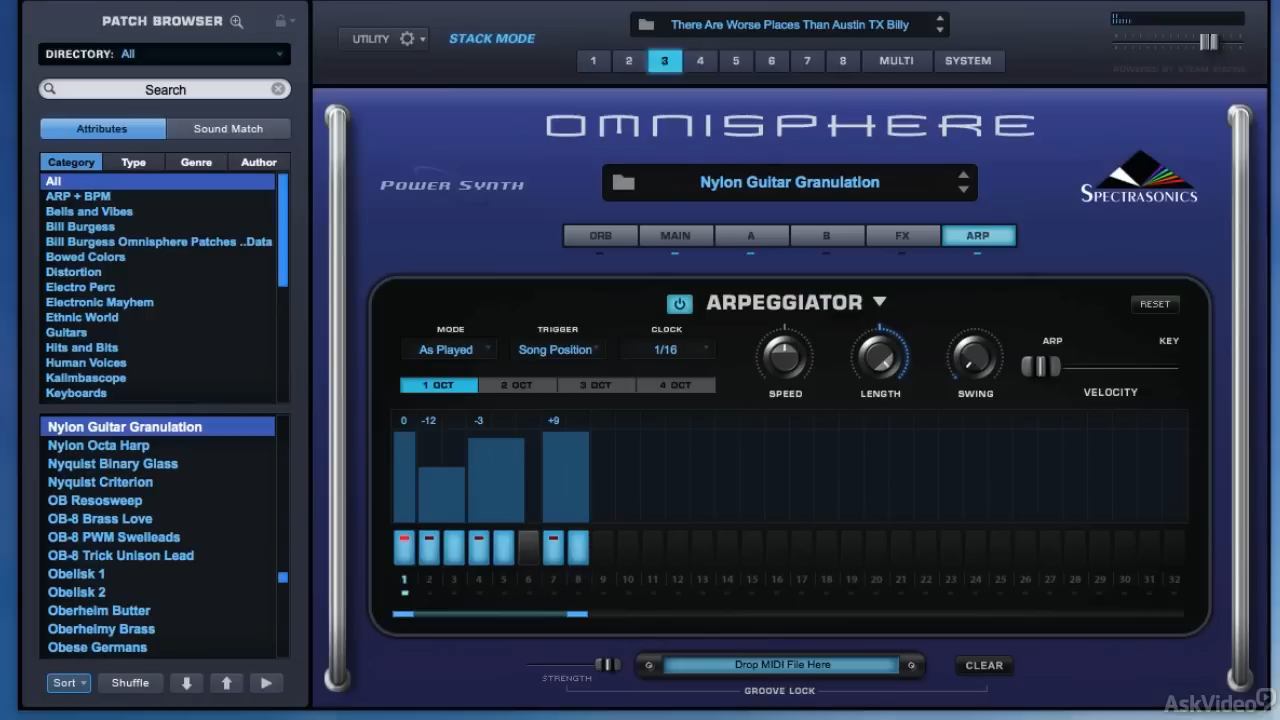 PATCH BROWSER
DIRECTORY: All
Search
Attributes Sound Match
Category Type Genre Author
All
ARP + BPM
Bells and Vibes
Bill Burgess
Bill Burgess Omnisphere Patches ..Data
Bowed Colors
Distortion
Electro Perc
Electronic Mayhem
Ethnic World
Guitars
Hits and Bits
Human Voices
Kalimbascope
Keyboards
Nylon Guitar Granulation
Nylon Octa Harp
Nyquist Binary Glass
Nyquist Criterion
OB Resosweep
OB-8 Brass Love
OB-8 PWM Swelleads
OB-8 Trick Unison Lead
Obelisk 1
Obelisk 2
Oberheim Butter
Oberheimy Brass
Obese Germans
Sort Shuffle
UTILITY STACK MODE
There Are Worse Places Than Austin TX Billy
1 2 3 4 5 6 7 8 MULTI SYSTEM
POWERED BY STEAM ENGINE
OMNISPHERE
POWER SYNTH
Nylon Guitar Granulation
SPECTRASONICS
ORB MAIN A B FX ARP
ARPEGGIATOR
RESET
MODE TRIGGER CLOCK
As Played Song Position 1/16
1 OCT 2 OCT 3 OCT 4 OCT
SPEED LENGTH SWING
ARP KEY
VELOCITY
0 -12 -3 +9
1 2 3 4 5 6 7 8 9 10 11 12 13 14 15 16 17 18 19 20 21 22 23 24 25 26 27 28 29 30 31 32
STRENGTH
Drop MIDI File Here
CLEAR
GROOVE LOCK
AskVideo